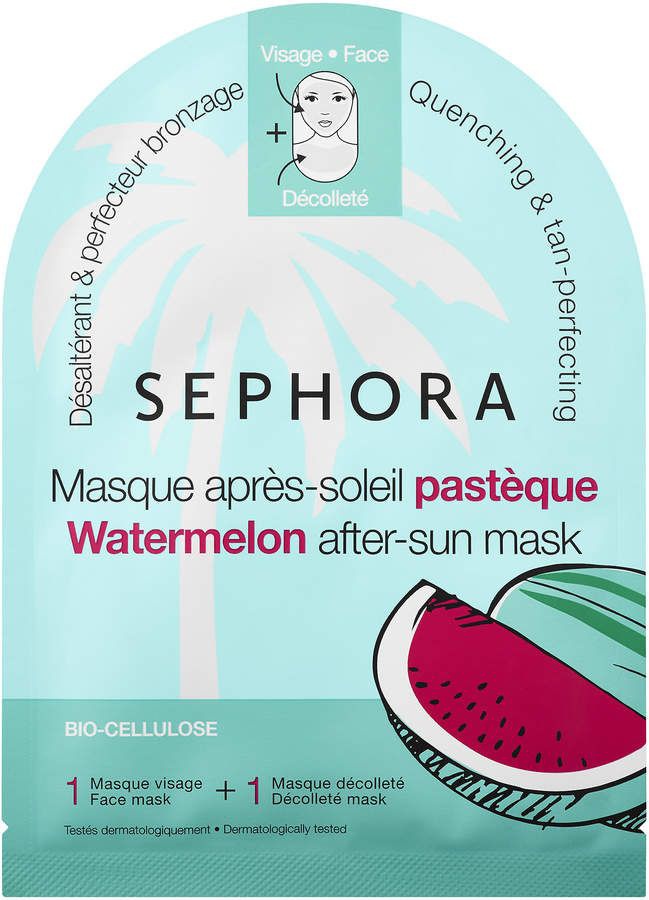 Visage • Face
+
Décolleté
Désaltérant & perfecteur bronzage
Quenching & tan-perfecting
SEPHORA
Masque après-soleil pastèque
Watermelon after-sun mask
BIO-CELLULOSE
1 Masque visage + 1 Masque décolleté
Face mask Décolleté mask
Testés dermatologiquement • Dermatologically tested